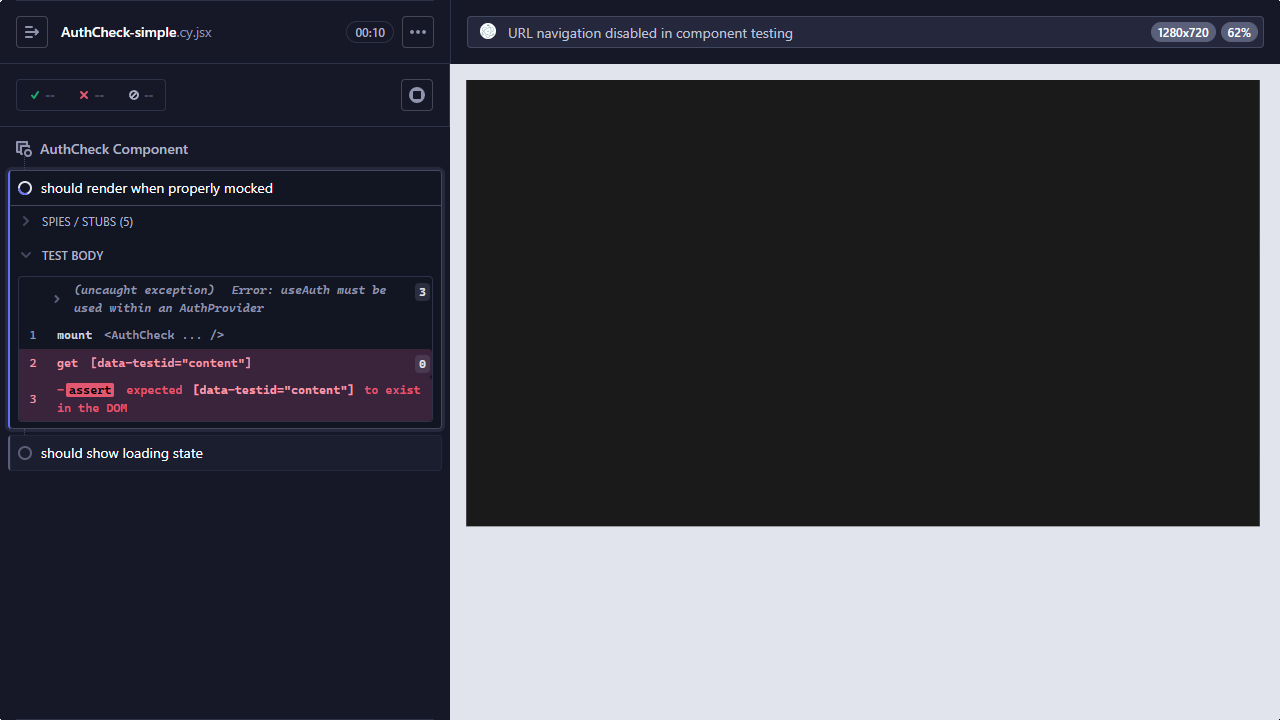 AuthCheck-simple.cy.jsx
00:10
URL navigation disabled in component testing
1280x720
62%
--
--
--
AuthCheck Component
should render when properly mocked
SPIES / STUBS (5)
TEST BODY
(uncaught exception) Error: useAuth must be
used within an AuthProvider
3
1 mount <AuthCheck ... />
2 get [data-testid="content"]
0
3 -assert expected [data-testid="content"] to exist
in the DOM
should show loading state